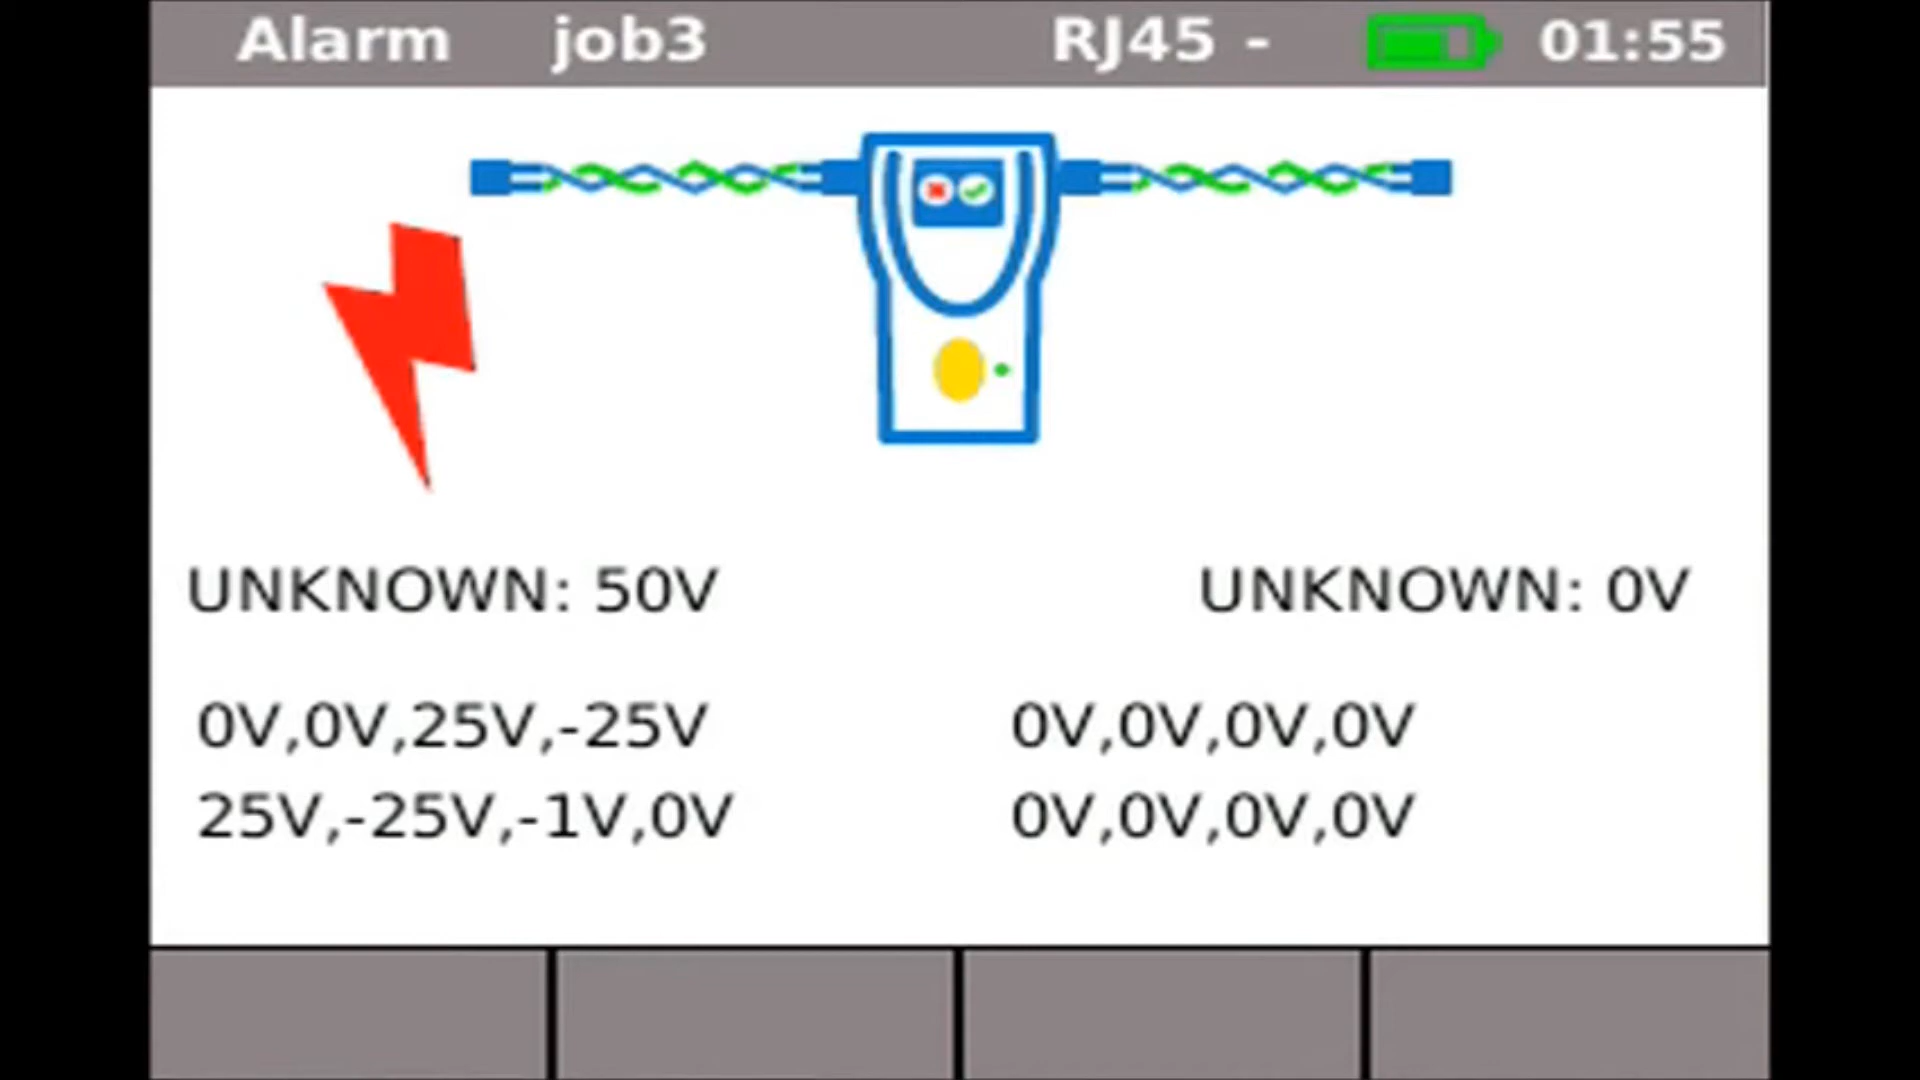 Alarm job3 RJ45 - 01:55
UNKNOWN: 50V UNKNOWN: 0V
0V,0V,25V,-25V 0V,0V,0V,0V
25V,-25V,-1V,0V 0V,0V,0V,0V